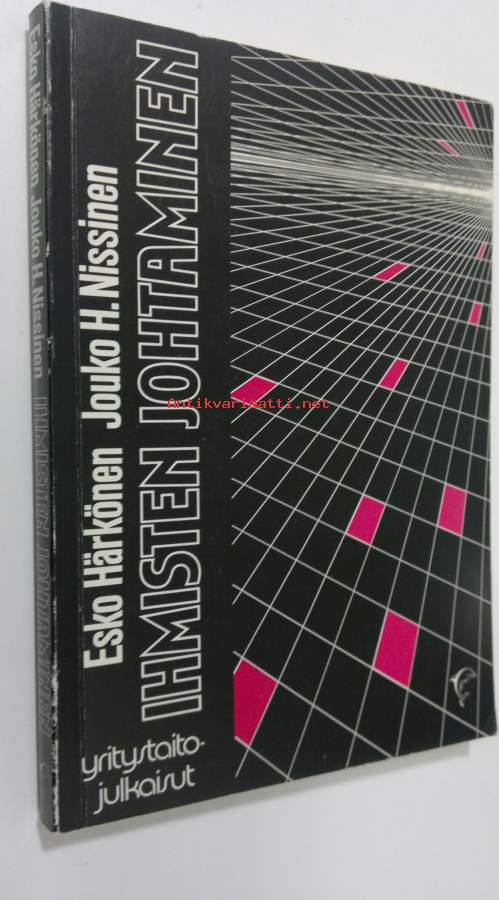 Esko Härkönen Jouko H. Nissinen IHMISTEN JOHTAMINEN
Esko Härkönen Jouko H. Nissinen
IHMISTEN JOHTAMINEN
yritystaito-
julkaisut
Antikvariaatti.net